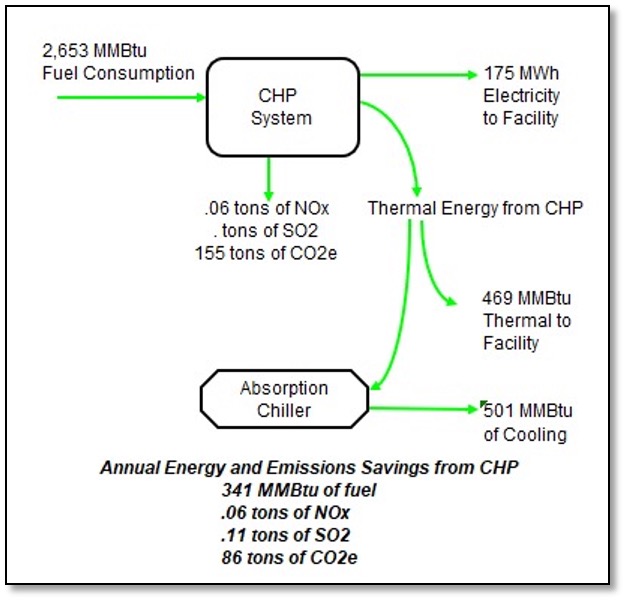 2,653 MMBtu
Fuel Consumption
CHP
System
175 MWh
Electricity
to Facility
.06 tons of NOx
. tons of SO2
155 tons of CO2e
Thermal Energy from CHP
469 MMBtu
Thermal to
Facility
Absorption
Chiller
501 MMBtu
of Cooling
Annual Energy and Emissions Savings from CHP
341 MMBtu of fuel
.06 tons of NOx
.11 tons of SO2
86 tons of CO2e